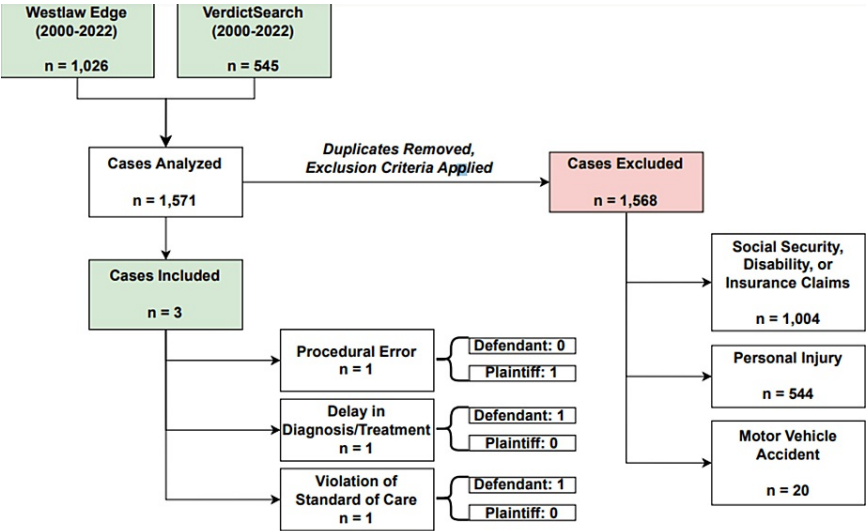 Westlaw Edge
(2000-2022)
n = 1,026
VerdictSearch
(2000-2022)
n = 545
Cases Analyzed
n = 1,571
Duplicates Removed,
Exclusion Criteria Applied
Cases Excluded
n = 1,568
Social Security,
Disability, or
Insurance Claims
n = 1,004
Personal Injury
n = 544
Motor Vehicle
Accident
n = 20
Cases Included
n = 3
Procedural Error
n = 1
Defendant: 0
Plaintiff: 1
Delay in
Diagnosis/Treatment
n = 1
Defendant: 1
Plaintiff: 0
Violation of
Standard of Care
n = 1
Defendant: 1
Plaintiff: 0